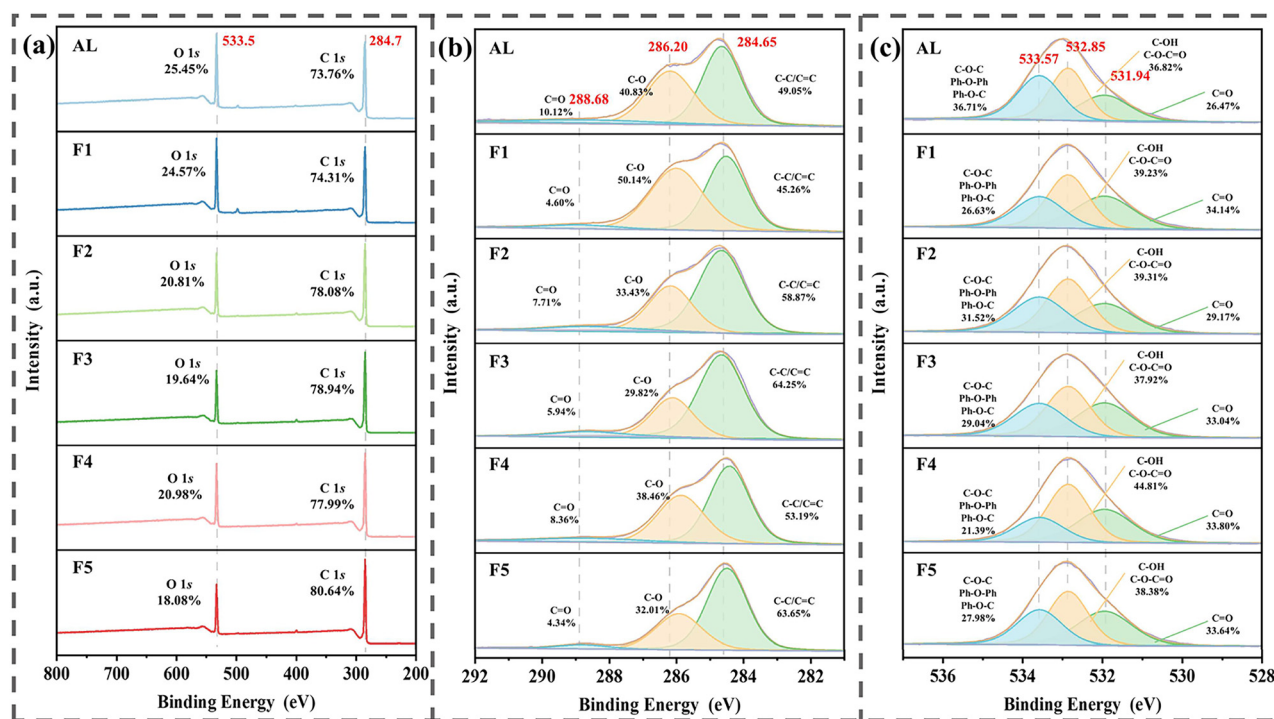 (a)
AL
533.5
284.7
O 1s
25.45%
C 1s
73.76%
F1
O 1s
24.57%
C 1s
74.31%
F2
O 1s
20.81%
C 1s
78.08%
F3
O 1s
19.64%
C 1s
78.94%
F4
O 1s
20.98%
C 1s
77.99%
F5
O 1s
18.08%
C 1s
80.64%
Intensity (a.u.)
800 700 600 500 400 300 200
Binding Energy (eV)
(b)
AL
286.20
284.65
288.68
C=O
10.12%
C-O
40.83%
C-C/C=C
49.05%
F1
C=O
4.60%
C-O
50.14%
C-C/C=C
45.26%
F2
C=O
7.71%
C-O
33.43%
C-C/C=C
58.87%
F3
C=O
5.94%
C-O
29.82%
C-C/C=C
64.25%
F4
C=O
8.36%
C-O
38.46%
C-C/C=C
53.19%
F5
C=O
4.34%
C-O
32.01%
C-C/C=C
63.65%
Intensity (a.u.)
292 290 288 286 284 282
Binding Energy (eV)
(c)
AL
533.57
532.85
531.94
C-O-C
Ph-O-Ph
Ph-O-C
36.71%
C-OH
C-O-C=O
36.82%
C=O
26.47%
F1
C-O-C
Ph-O-Ph
Ph-O-C
26.63%
C-OH
C-O-C=O
39.23%
C=O
34.14%
F2
C-O-C
Ph-O-Ph
Ph-O-C
31.52%
C-OH
C-O-C=O
39.31%
C=O
29.17%
F3
C-O-C
Ph-O-Ph
Ph-O-C
29.04%
C-OH
C-O-C=O
37.92%
C=O
33.04%
F4
C-O-C
Ph-O-Ph
Ph-O-C
21.39%
C-OH
C-O-C=O
44.81%
C=O
33.80%
F5
C-O-C
Ph-O-Ph
Ph-O-C
27.98%
C-OH
C-O-C=O
38.38%
C=O
33.64%
Intensity (a.u.)
536 534 532 530 528
Binding Energy (eV)